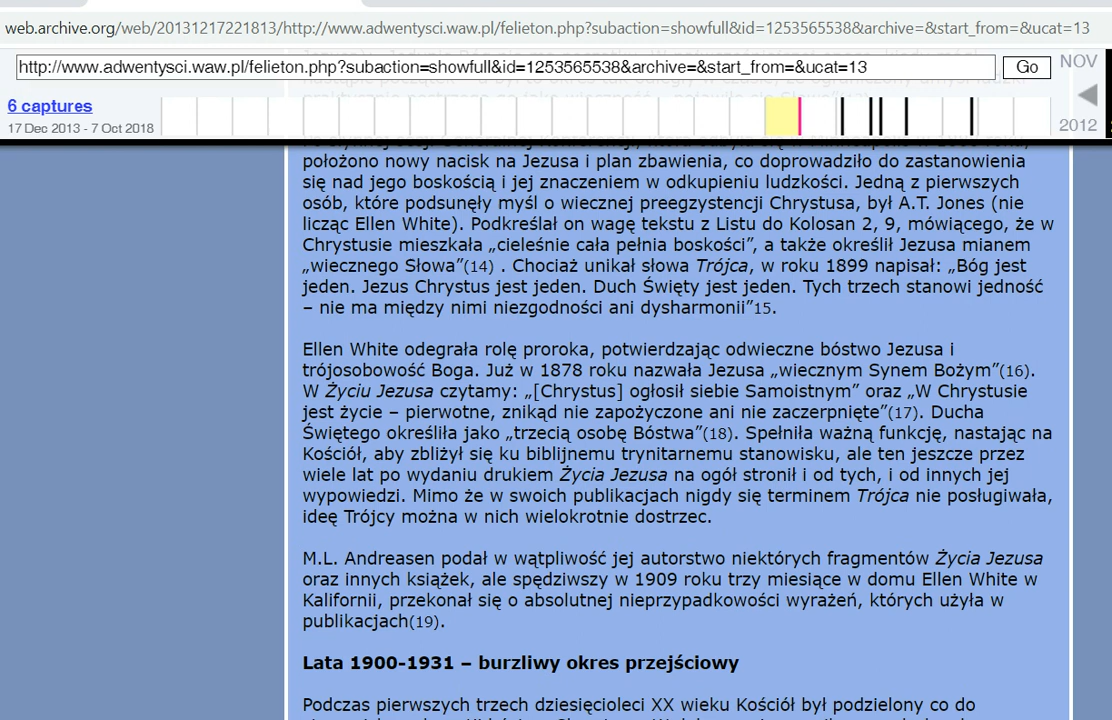 web.archive.org/web/20131217221813/http://www.adwentysci.waw.pl/felieton.php?subaction=showfull&id=1253565538&archive=&start_from=&ucat=13
http://www.adwentysci.waw.pl/felieton.php?subaction=showfull&id=1253565538&archive=&start_from=&ucat=13
Go
NOV
6 captures
17 Dec 2013 - 7 Oct 2018
2012
położono nowy nacisk na Jezusa i plan zbawienia, co doprowadziło do zastanowienia
się nad jego boskością i jej znaczeniem w odkupieniu ludzkości. Jedną z pierwszych
osób, które podsunęły myśl o wiecznej preegzystencji Chrystusa, był A.T. Jones (nie
licząc Ellen White). Podkreślał on wagę tekstu z Listu do Kolosan 2, 9, mówiącego, że w
Chrystusie mieszkała „cieleśnie cała pełnia boskości”, a także określił Jezusa mianem
„wiecznego Słowa”(14) . Chociaż unikał słowa Trójca, w roku 1899 napisał: „Bóg jest
jeden. Jezus Chrystus jest jeden. Duch Święty jest jeden. Tych trzech stanowi jedność
– nie ma między nimi niezgodności ani dysharmonii”15.
Ellen White odegrała rolę proroka, potwierdzając odwieczne bóstwo Jezusa i
trójosobowość Boga. Już w 1878 roku nazwała Jezusa „wiecznym Synem Bożym”(16).
W Życiu Jezusa czytamy: „[Chrystus] ogłosił siebie Samoistnym” oraz „W Chrystusie
jest życie – pierwotne, znikąd nie zapożyczone ani nie zaczerpnięte”(17). Ducha
Świętego określiła jako „trzecią osobę Bóstwa”(18). Spełniła ważną funkcję, nastając na
Kościół, aby zbliżył się ku biblijnemu trynitarnemu stanowisku, ale ten jeszcze przez
wiele lat po wydaniu drukiem Życia Jezusa na ogół stronił i od tych, i od innych jej
wypowiedzi. Mimo że w swoich publikacjach nigdy się terminem Trójca nie posługiwała,
ideę Trójcy można w nich wielokrotnie dostrzec.
M.L. Andreasen podał w wątpliwość jej autorstwo niektórych fragmentów Życia Jezusa
oraz innych książek, ale spędziwszy w 1909 roku trzy miesiące w domu Ellen White w
Kalifornii, przekonał się o absolutnej nieprzypadkowości wyrażeń, których użyła w
publikacjach(19).
Lata 1900-1931 – burzliwy okres przejściowy
Podczas pierwszych trzech dziesięcioleci XX wieku Kościół był podzielony co do